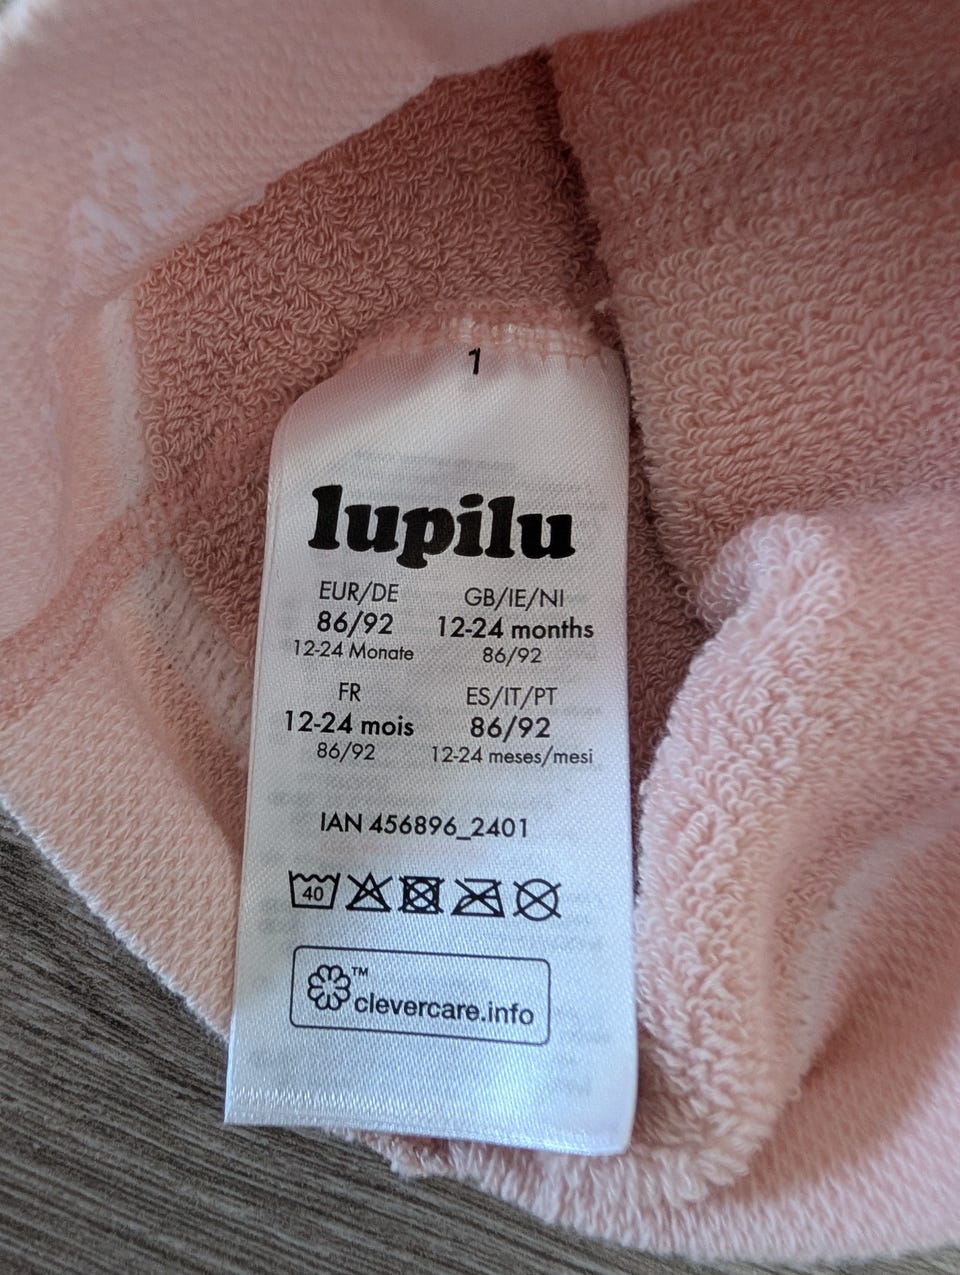 1
lupilu
EUR/DE
86/92
12-24 Monate
GB/IE/NI
12-24 months
86/92
FR
12-24 mois
86/92
ES/IT/PT
86/92
12-24 meses/mesi
IAN 456896_2401
40
™
clevercare.info